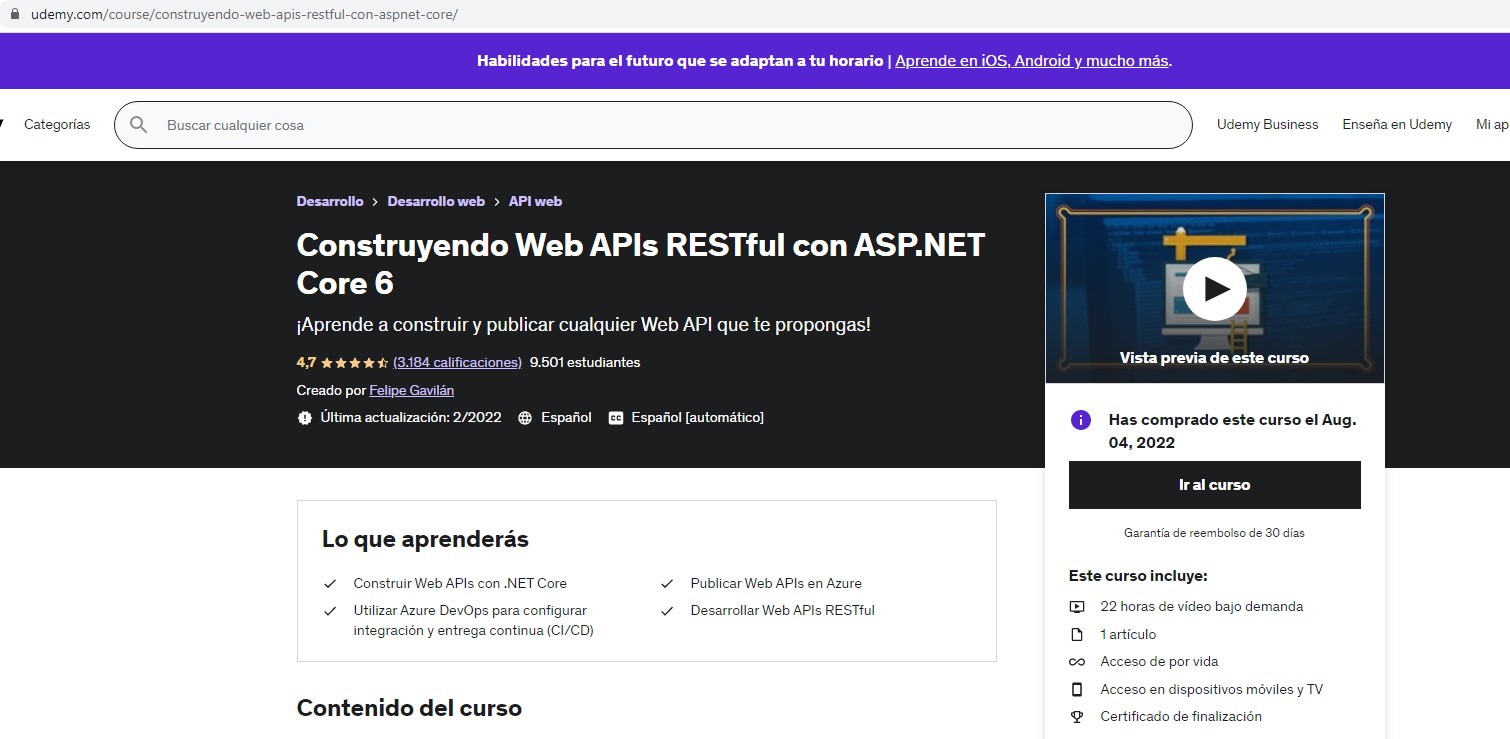 udemy.com/course/construyendo-web-apis-restful-con-aspnet-core/
Habilidades para el futuro que se adaptan a tu horario | Aprende en iOS, Android y mucho más.
Categorías
Buscar cualquier cosa
Udemy Business
Enseña en Udemy
Mi ap
Desarrollo > Desarrollo web > API web
Construyendo Web APIs RESTful con ASP.NET
Core 6
¡Aprende a construir y publicar cualquier Web API que te propongas!
4,7 (3.184 calificaciones) 9.501 estudiantes
Creado por Felipe Gavilán
Última actualización: 2/2022 Español CC Español [automático]
Vista previa de este curso
Has comprado este curso el Aug.
04, 2022
Ir al curso
Garantía de reembolso de 30 días
Este curso incluye:
22 horas de vídeo bajo demanda
1 artículo
Acceso de por vida
Acceso en dispositivos móviles y TV
Certificado de finalización
Lo que aprenderás
Construir Web APIs con .NET Core
Utilizar Azure DevOps para configurar
integración y entrega continua (CI/CD)
Publicar Web APIs en Azure
Desarrollar Web APIs RESTful
Contenido del curso